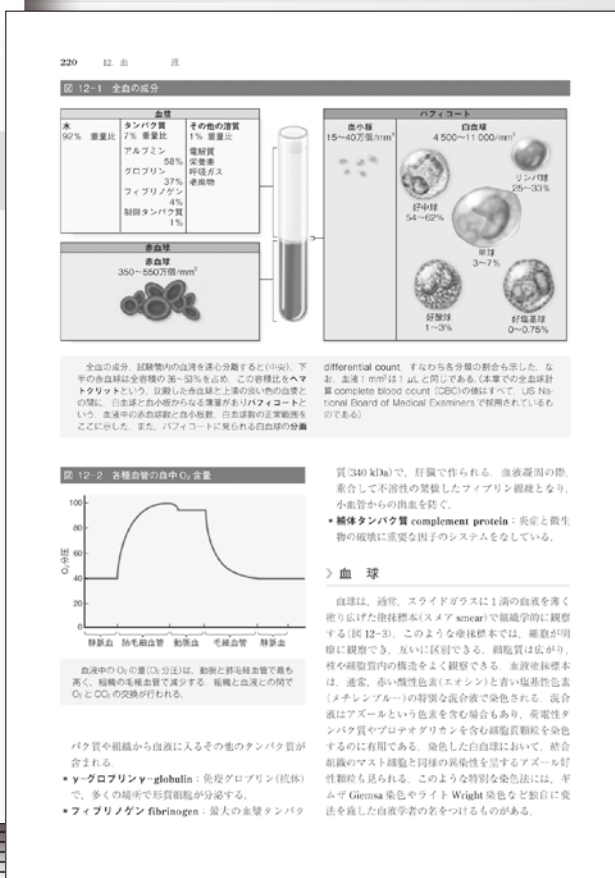 220 12. 血 液
図 12-1 全血の成分
血漿
水
92% 重量比
タンパク質
7% 重量比
アルブミン
58%
グロブリン
37%
フィブリノゲン
4%
制御タンパク質
1%
その他の溶質
1% 重量比
電解質
栄養素
呼吸ガス
老廃物
赤血球
赤血球
350〜550万個/mm³
バフィコート
血小板
15〜40万個/mm³
白血球
4 500〜11 000/mm³
リンパ球
25〜33%
好中球
54〜62%
単球
3〜7%
好酸球
1〜3%
好塩基球
0〜0.75%
全血の成分．試験管内の血液を遠心分離すると(中央)，下
半の赤血球は全容積の 36〜53%を占め，この容積比をヘマ
トクリットという．沈殿した赤血球と上清の淡い色の血漿と
の間に，白血球と血小板からなる薄層がありバフィコートと
いう．血液中の赤血球数と血小板数，白血球数の正常範囲を
ここに示した．また，バフィコートに見られる白血球の分画
differential count，すなわち各分類の割合も示した．な
お，血液 1 mm³ は 1 μL と同じである．(本章での全血球計
算 complete blood count (CBC)の値はすべて，US Na-
tional Board of Medical Examiners で採用されているも
のである)
図 12-2 各種血管の血中 O₂ 含量
O₂分圧
100
80
60
40
20
0
静脈血 肺毛細血管 動脈血 毛細血管 静脈血
血液中の O₂ の量(O₂ 分圧)は，動脈と肺毛細血管で最も
高く，組織の毛細血管で減少する．組織と血液との間で
O₂ と CO₂ の交換が行われる．
パク質や組織から血液に入るその他のタンパク質が
含まれる．
▪ γ-グロブリン γ-globulin：免疫グロブリン(抗体)
で，多くの場所で形質細胞が分泌する．
▪ フィブリノゲン fibrinogen：最大の血漿タンパク
質(340 kDa)で，肝臓で作られる．血液凝固の際，
重合して不溶性の架橋したフィブリン線維となり，
小血管からの出血を防ぐ．
▪ 補体タンパク質 complement protein：炎症と微生
物の破壊に重要な因子のシステムをなしている．
血 球
血球は，通常，スライドガラスに 1 滴の血液を薄く
塗り広げた塗抹標本(スメア smear)で組織学的に観察
する(図 12-3)．このような塗抹標本では，細胞が明
瞭に観察でき，互いに区別できる．細胞質は広がり，
核や細胞質内の構造をよく観察できる．血液塗抹標本
は，通常，赤い酸性色素(エオシン)と青い塩基性色素
(メチレンブルー)の特別な混合液で染色される．混合
液はアズールという色素を含む場合もあり，荷電性タ
ンパク質やプロテオグリカンを含む細胞質顆粒を染色
するのに有用である．染色した白血球において，結合
組織のマスト細胞と同様の異染性を呈するアズール好
性顆粒も見られる．このような特別な染色法には，ギ
ムザ Giemsa 染色やライト Wright 染色など独自に変
法を施した血液学者の名をつけるものがある．